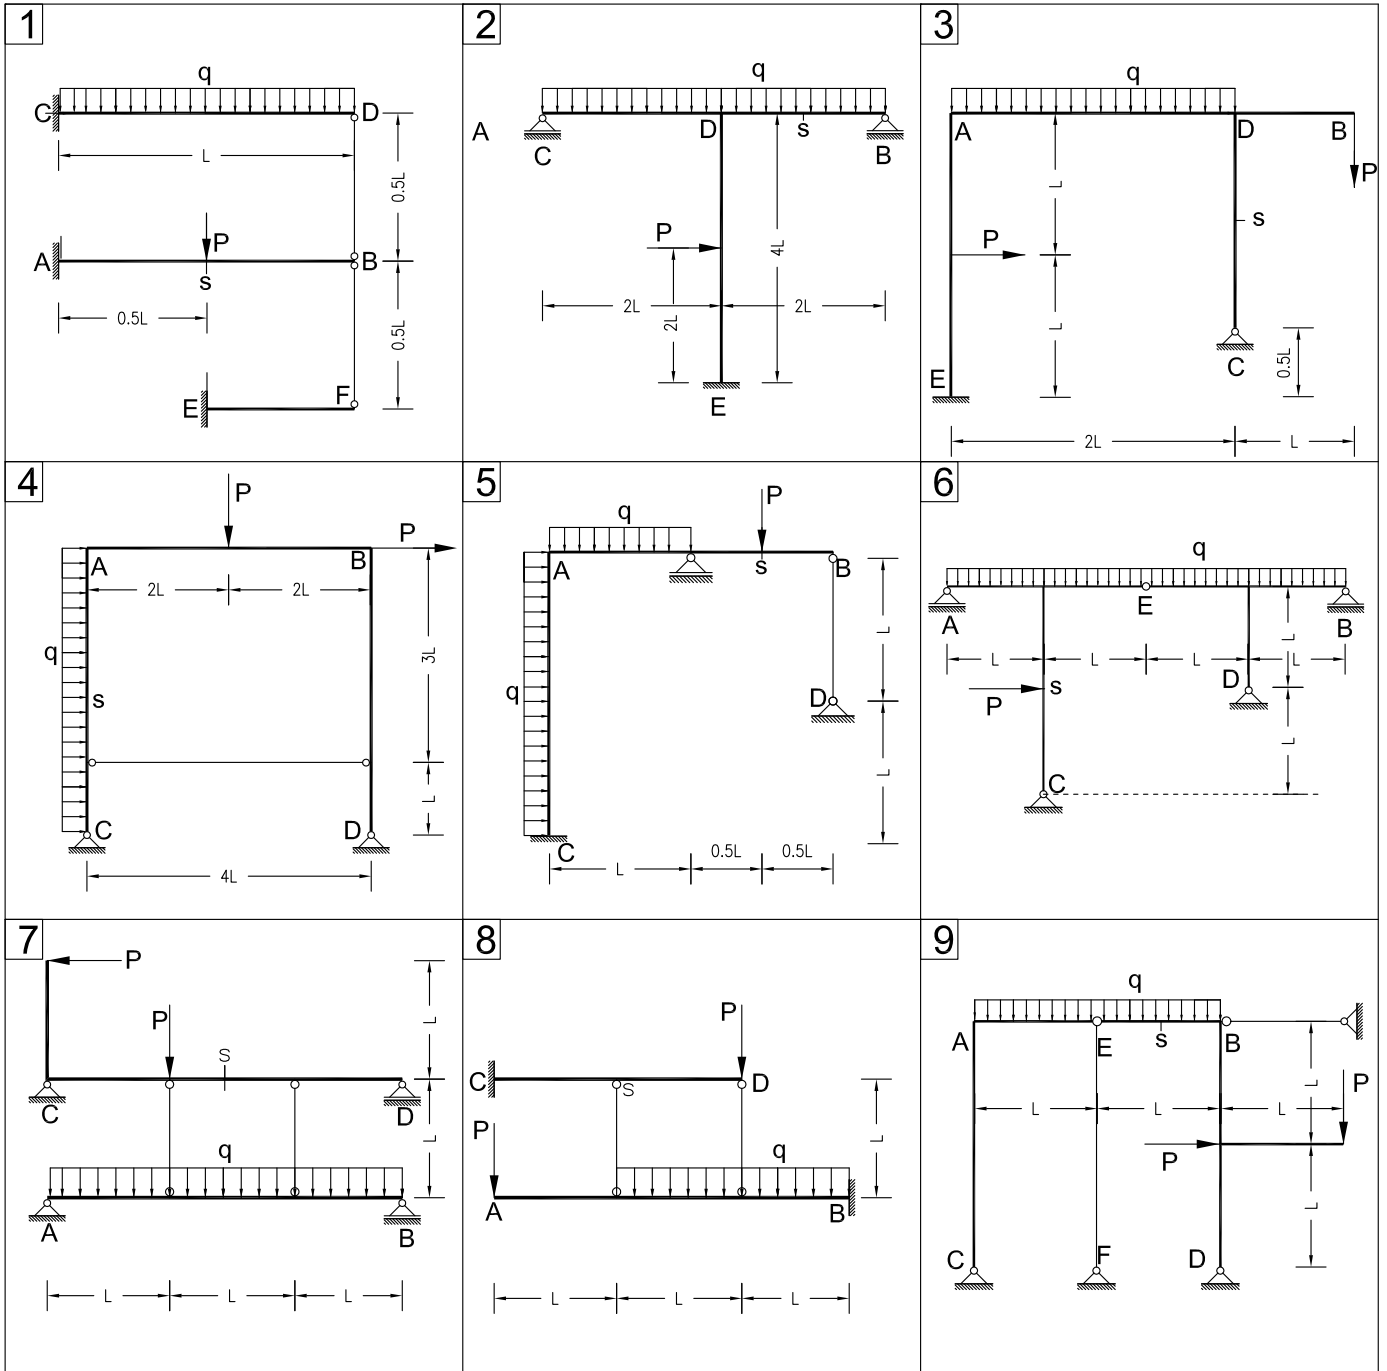 1
q
C D
L
0.5L
P
A B
s
0.5L
0.5L
E F
2
q
A D s
C B
P
4L
2L 2L
2L
E
3
q
A D B
P
L
s
P
L
C
0.5L
E
2L L
4
P
P
A B
2L 2L
3L
q
s
L
C D
4L
5
P
q
A s B
L
q
D
L
C
L 0.5L 0.5L
6
q
A E B
L L L L
L
s D
P
L
C
7
P
L
P
S
C D
L
q
A B
L L L
8
P
C D
S
P
L
q
A B
L L L
9
q
A E s B
P
L L L
L
P
L
C F D